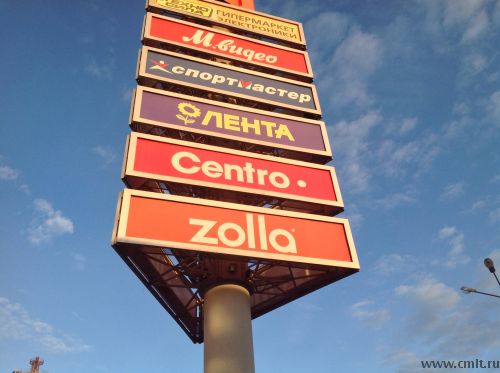 ГИПЕРМАРКЕТ
ЭЛЕКТРОНИКИ
М.видео
спортмастер
ЛЕНТА
Centro
zolla
www.cmlt.ru